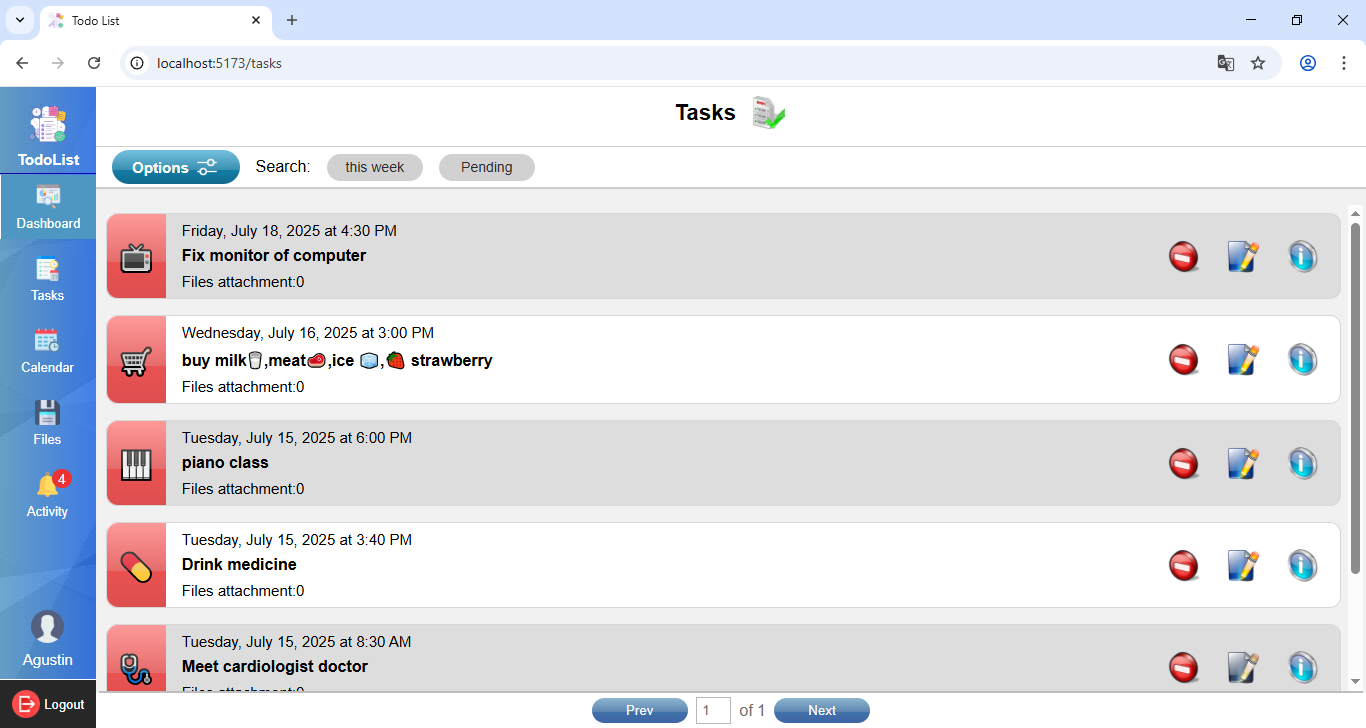 Todo List
localhost:5173/tasks
TodoList
Dashboard
Tasks
Calendar
Files
4
Activity
Agustin
Logout
Tasks
Options
Search:
this week
Pending
Friday, July 18, 2025 at 4:30 PM
Fix monitor of computer
Files attachment:0
Wednesday, July 16, 2025 at 3:00 PM
buy milk🥛,meat🥩,ice 🧊,🍓 strawberry
Files attachment:0
Tuesday, July 15, 2025 at 6:00 PM
piano class
Files attachment:0
Tuesday, July 15, 2025 at 3:40 PM
Drink medicine
Files attachment:0
Tuesday, July 15, 2025 at 8:30 AM
Meet cardiologist doctor
Files attachment:0
Prev
1
of 1
Next